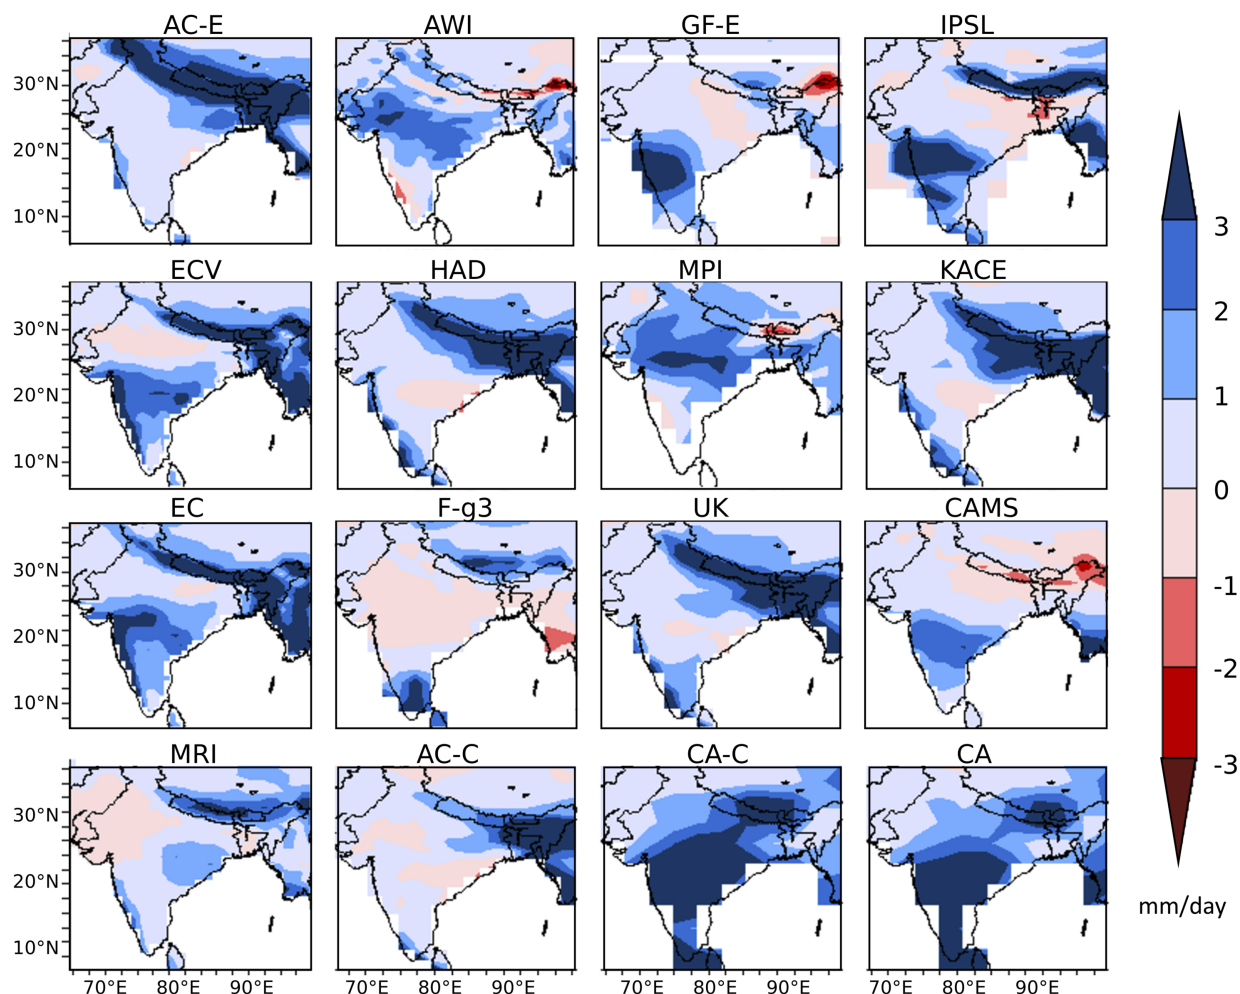 AC-E AWI GF-E IPSL
30°N
20°N
10°N
ECV HAD MPI KACE
30°N
20°N
10°N
EC F-g3 UK CAMS
30°N
20°N
10°N
MRI AC-C CA-C CA
30°N
20°N
10°N
70°E 80°E 90°E 70°E 80°E 90°E 70°E 80°E 90°E 70°E 80°E 90°E
3
2
1
0
-1
-2
-3
mm/day